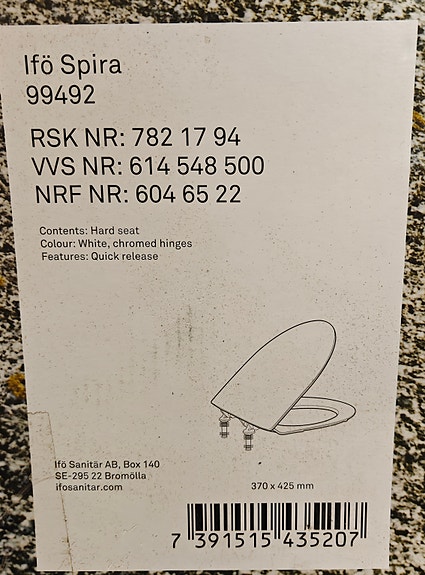 Ifö Spira
99492
RSK NR: 782 17 94
VVS NR: 614 548 500
NRF NR: 604 65 22
Contents: Hard seat
Colour: White, chromed hinges
Features: Quick release
Ifö Sanitär AB, Box 140
SE-295 22 Bromölla
ifosanitar.com
370 x 425 mm
7 391515 435207